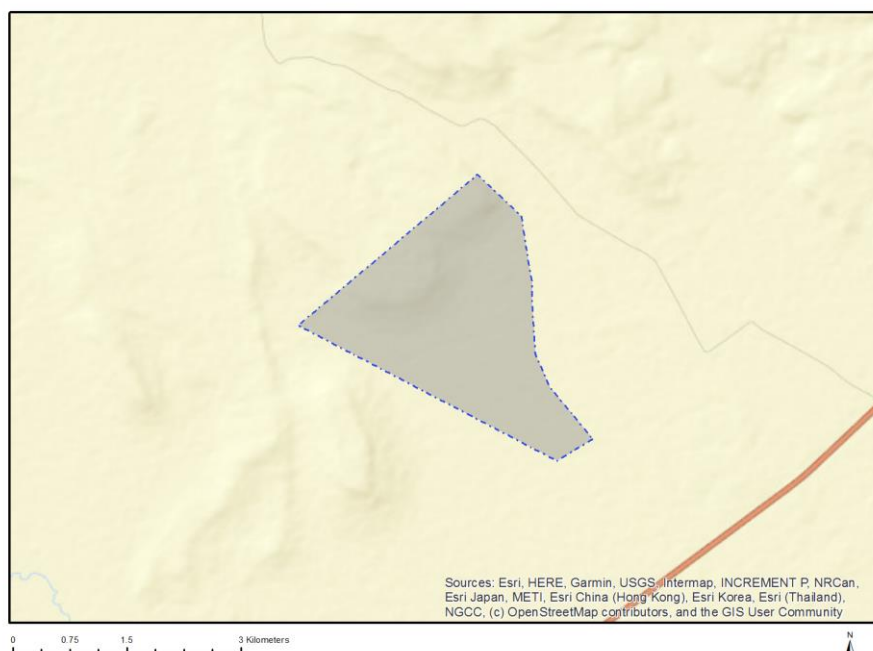 Sources: Esri, HERE, Garmin, USGS, Intermap, INCREMENT P, NRCan,
Esri Japan, METI, Esri China (Hong Kong), Esri Korea, Esri (Thailand),
NGCC, (c) OpenStreetMap contributors, and the GIS User Community
0 0.75 1.5 3 Kilometers
N